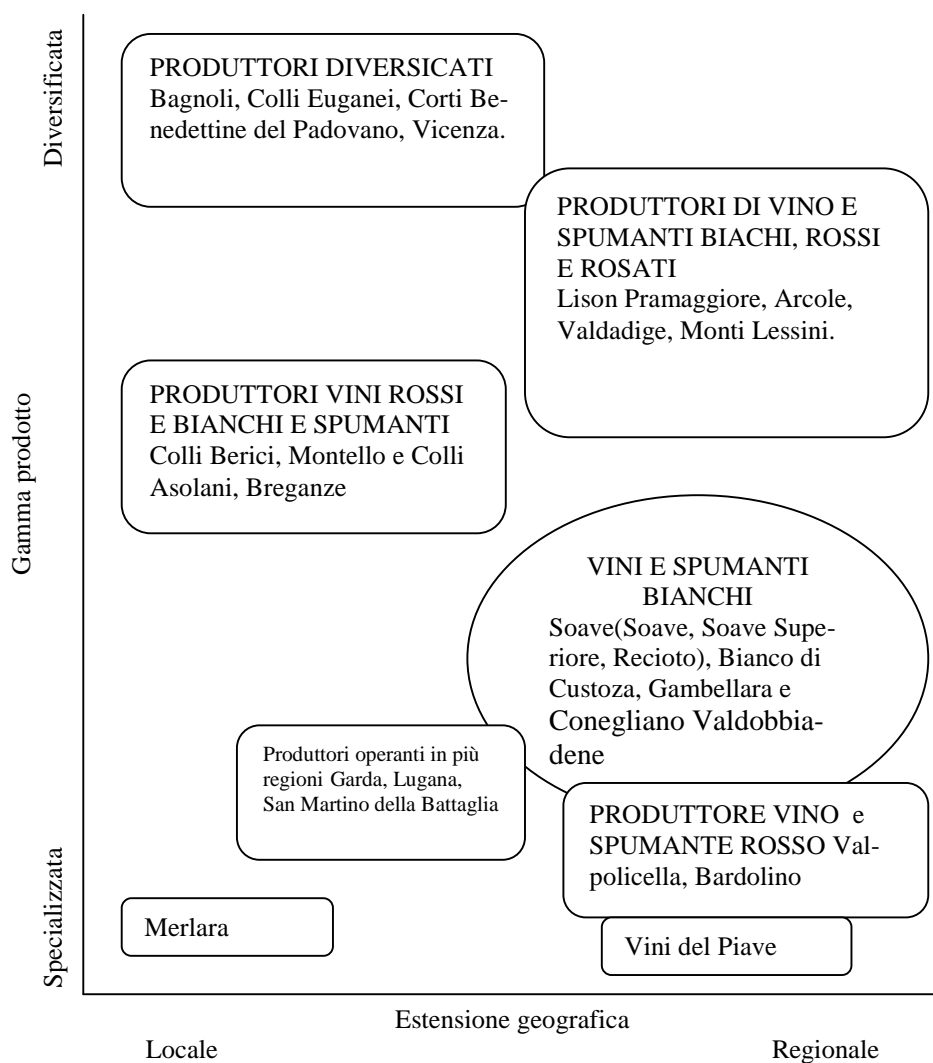 Diversificata
PRODUTTORI DIVERSICATI
Bagnoli, Colli Euganei, Corti Be-
nedettine del Padovano, Vicenza.
PRODUTTORI DI VINO E
SPUMANTI BIACHI, ROSSI
E ROSATI
Lison Pramaggiore, Arcole,
Valdadige, Monti Lessini.
Gamma prodotto
PRODUTTORI VINI ROSSI
E BIANCHI E SPUMANTI
Colli Berici, Montello e Colli
Asolani, Breganze
VINI E SPUMANTI
BIANCHI
Soave(Soave, Soave Supe-
riore, Recioto), Bianco di
Custoza, Gambellara e
Conegliano Valdobbia-
dene
Produttori operanti in più
regioni Garda, Lugana,
San Martino della Battaglia
PRODUTTORE VINO e
SPUMANTE ROSSO Val-
policella, Bardolino
Specializzata
Merlara
Vini del Piave
Estensione geografica
Locale
Regionale